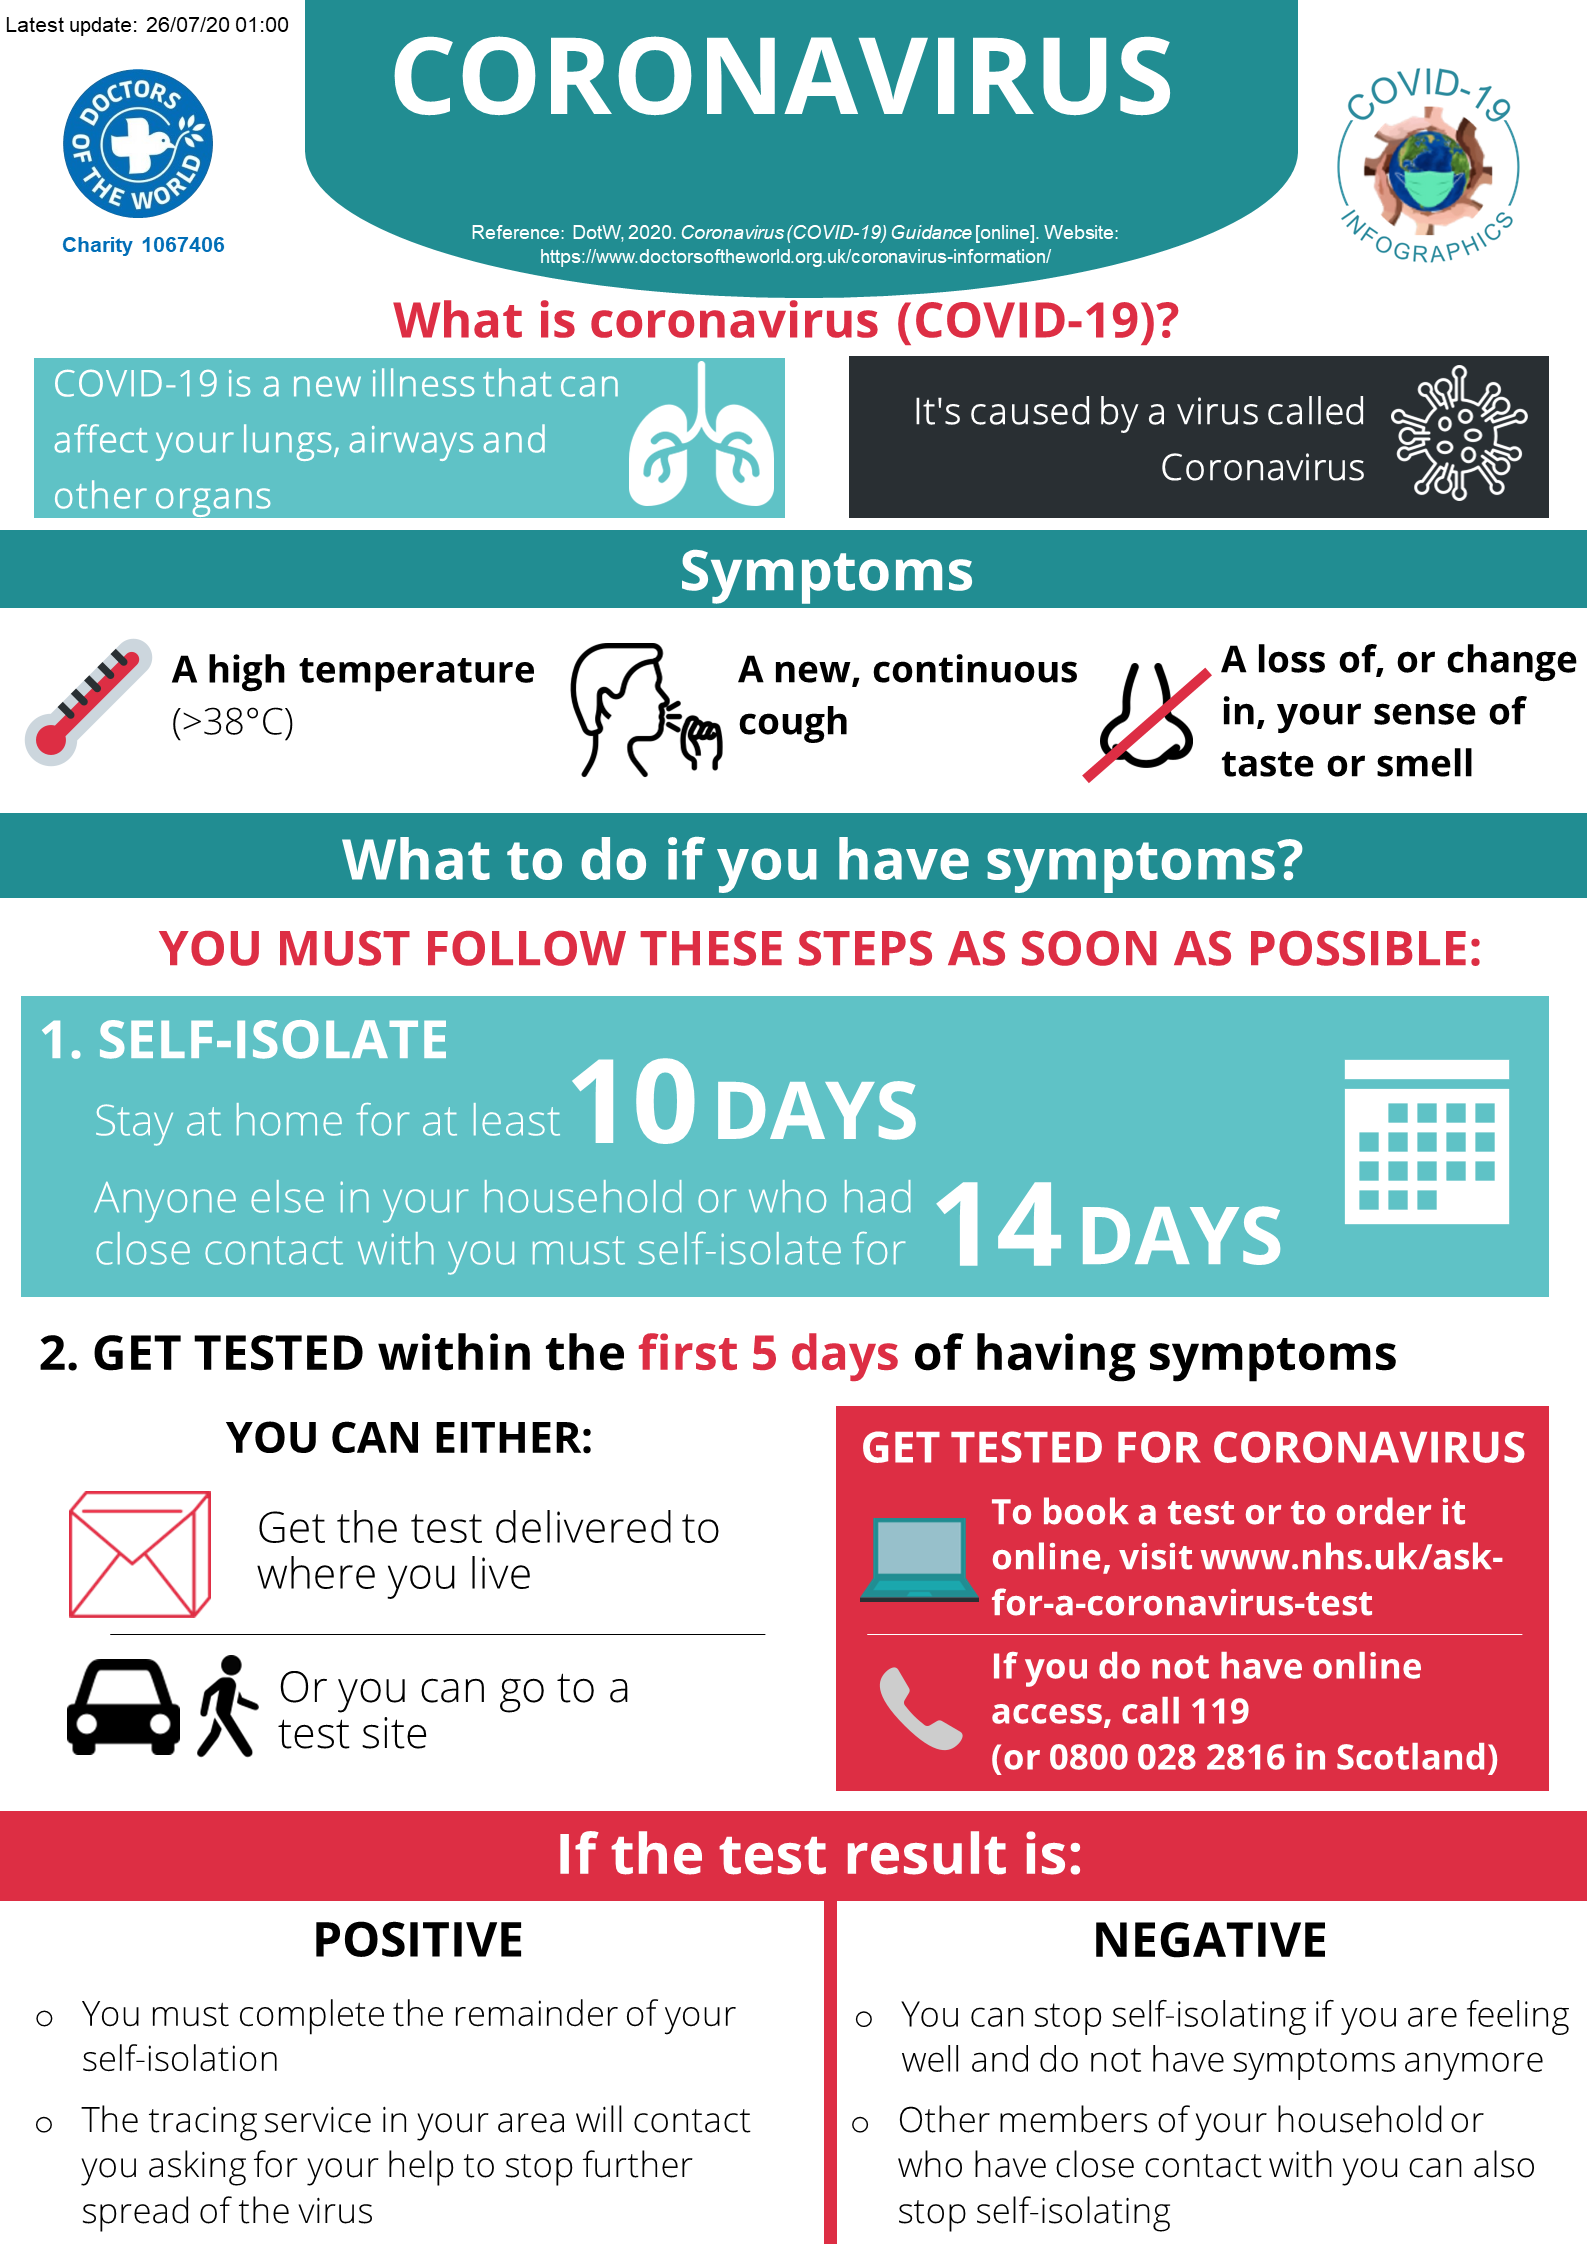 Latest update: 26/07/20 01:00
CORONAVIRUS
DOCTORS OF THE WORLD
Charity 1067406
COVID-19
INFOGRAPHICS
Reference: DotW, 2020. Coronavirus (COVID-19) Guidance [online]. Website:
https://www.doctorsoftheworld.org.uk/coronavirus-information/
What is coronavirus (COVID-19)?
COVID-19 is a new illness that can
affect your lungs, airways and
other organs
It's caused by a virus called
Coronavirus
Symptoms
A high temperature
(>38°C)
A new, continuous
cough
A loss of, or change
in, your sense of
taste or smell
What to do if you have symptoms?
YOU MUST FOLLOW THESE STEPS AS SOON AS POSSIBLE:
1. SELF-ISOLATE
Stay at home for at least 10 DAYS
Anyone else in your household or who had
close contact with you must self-isolate for 14 DAYS
2. GET TESTED within the first 5 days of having symptoms
YOU CAN EITHER:
Get the test delivered to
where you live
Or you can go to a
test site
GET TESTED FOR CORONAVIRUS
To book a test or to order it
online, visit www.nhs.uk/ask-
for-a-coronavirus-test
If you do not have online
access, call 119
(or 0800 028 2816 in Scotland)
If the test result is:
POSITIVE
o You must complete the remainder of your
self-isolation
o The tracing service in your area will contact
you asking for your help to stop further
spread of the virus
NEGATIVE
o You can stop self-isolating if you are feeling
well and do not have symptoms anymore
o Other members of your household or
who have close contact with you can also
stop self-isolating